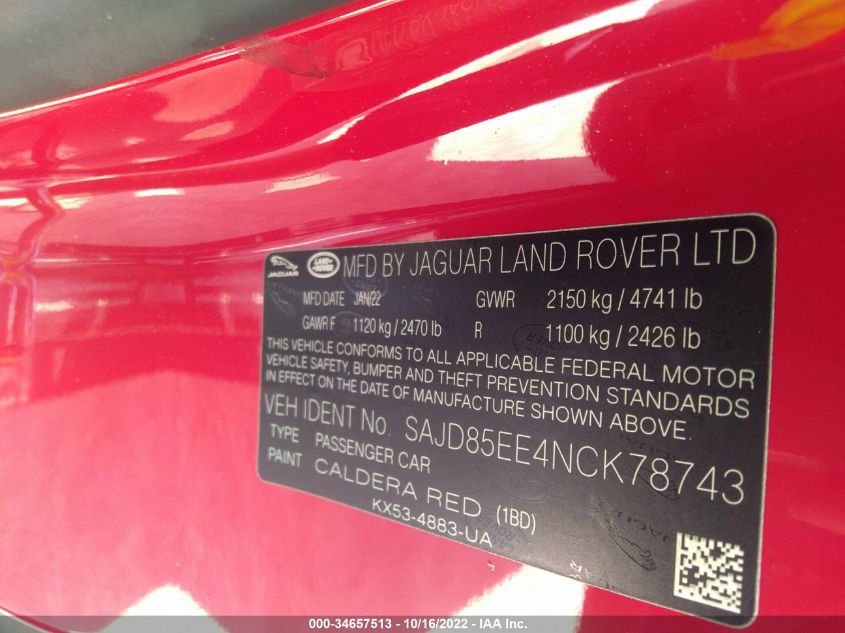 JAGUAR LAND ROVER MFD BY JAGUAR LAND ROVER LTD
MFD DATE JAN/22 GVWR 2150 kg / 4741 lb
GAWR F 1120 kg / 2470 lb R 1100 kg / 2426 lb
THIS VEHICLE CONFORMS TO ALL APPLICABLE FEDERAL MOTOR
VEHICLE SAFETY, BUMPER AND THEFT PREVENTION STANDARDS
IN EFFECT ON THE DATE OF MANUFACTURE SHOWN ABOVE.
VEH IDENT No. SAJD85EE4NCK78743
TYPE PASSENGER CAR
PAINT CALDERA RED (1BD)
KX53-4883-UA
000-34657513 - 10/16/2022 - IAA Inc.